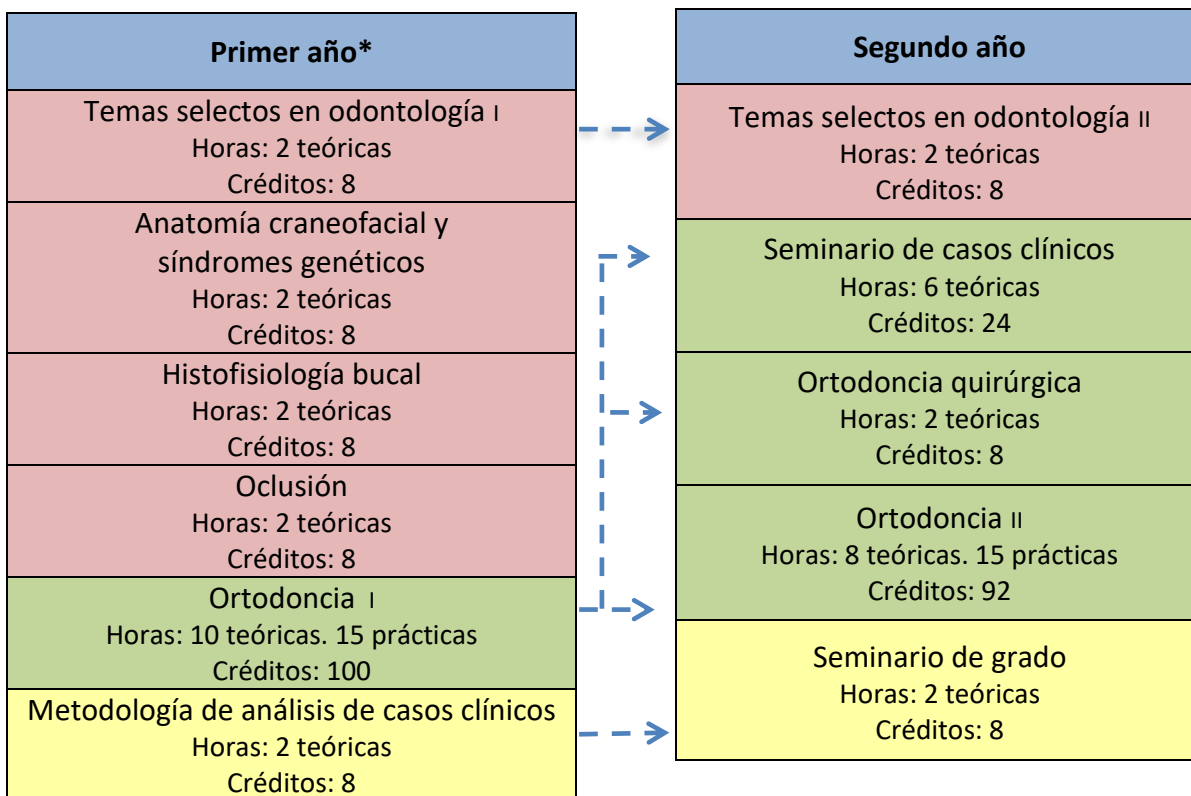 Primer año*
Temas selectos en odontología I
Horas: 2 teóricas
Créditos: 8
Anatomía craneofacial y
síndromes genéticos
Horas: 2 teóricas
Créditos: 8
Histofisiología bucal
Horas: 2 teóricas
Créditos: 8
Oclusión
Horas: 2 teóricas
Créditos: 8
Ortodoncia I
Horas: 10 teóricas. 15 prácticas
Créditos: 100
Metodología de análisis de casos clínicos
Horas: 2 teóricas
Créditos: 8
Segundo año
Temas selectos en odontología II
Horas: 2 teóricas
Créditos: 8
Seminario de casos clínicos
Horas: 6 teóricas
Créditos: 24
Ortodoncia quirúrgica
Horas: 2 teóricas
Créditos: 8
Ortodoncia II
Horas: 8 teóricas. 15 prácticas
Créditos: 92
Seminario de grado
Horas: 2 teóricas
Créditos: 8